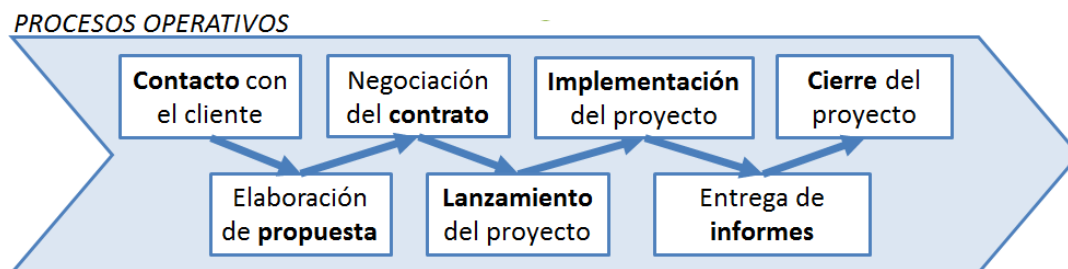 PROCESOS OPERATIVOS
Contacto con
el cliente
Elaboración
de propuesta
Negociación
del contrato
Lanzamiento
del proyecto
Implementación
del proyecto
Entrega de
informes
Cierre del
proyecto